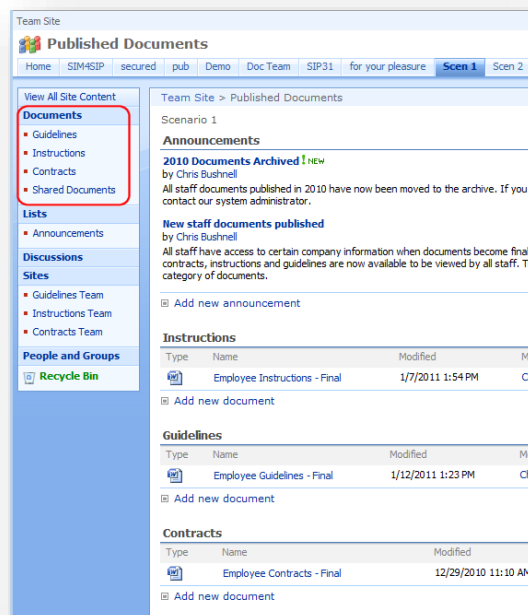 Team Site
Published Documents
Home SIM4SIP secured pub Demo Doc Team SIP31 for your pleasure Scen 1 Scen 2
View All Site Content
Documents
Guidelines
Instructions
Contracts
Shared Documents
Lists
Announcements
Discussions
Sites
Guidelines Team
Instructions Team
Contracts Team
People and Groups
Recycle Bin
Team Site > Published Documents
Scenario 1
Announcements
2010 Documents Archived ! NEW
by Chris Bushnell
All staff documents published in 2010 have now been moved to the archive. If you
contact our system administrator.
New staff documents published
by Chris Bushnell
All staff have access to certain company information when documents become final
contracts, instructions and guidelines are now available to be viewed by all staff. T
category of documents.
Add new announcement
Instructions
Type Name Modified M
Employee Instructions - Final 1/7/2011 1:54 PM C
Add new document
Guidelines
Type Name Modified M
Employee Guidelines - Final 1/12/2011 1:23 PM Ch
Add new document
Contracts
Type Name Modified
Employee Contracts - Final 12/29/2010 11:10 AM
Add new document